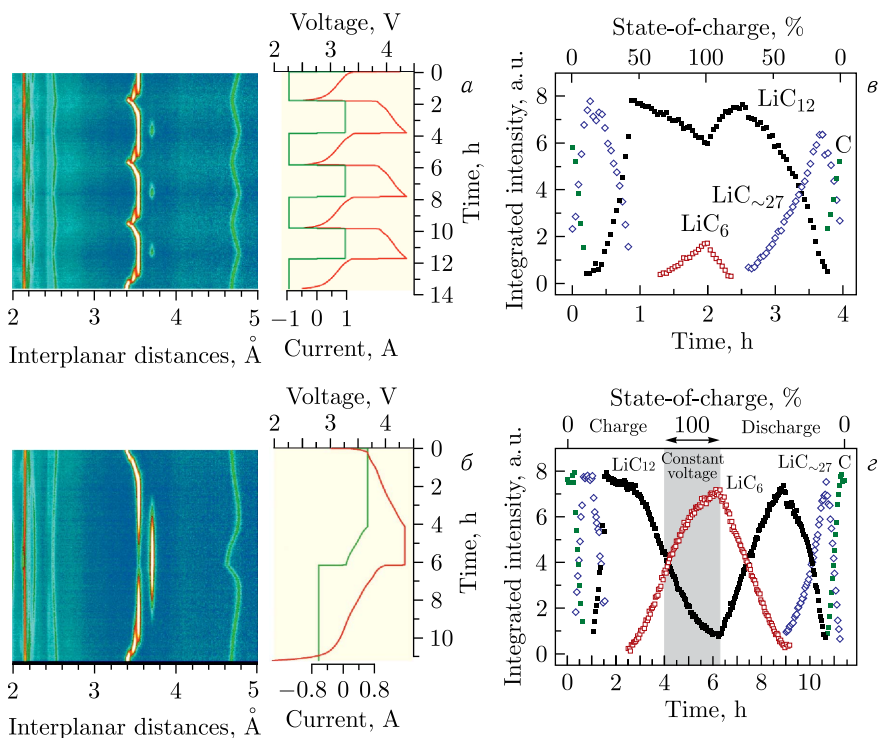 Voltage, V
2 3 4
а
0
2
4
6
8
10
12
14
Time, h
2 3 4 5
Interplanar distances, Å
−1 0 1
Current, A
State-of-charge, %
0 50 100 50 0
в
Integrated intensity, a. u.
8
6
4
2
0
LiC12
C
LiC∼27
LiC6
0 1 2 3 4
Time, h
Voltage, V
2 3 4
б
0
2
4
6
8
10
Time, h
2 3 4 5
Interplanar distances, Å
−0.8 0 0.8
Current, A
State-of-charge, %
0 Charge 100 Discharge 0
г
Integrated intensity, a. u.
8
6
4
2
0
LiC12
Constant
voltage
LiC6
LiC∼27 C
0 2 4 6 8 10
Time, h